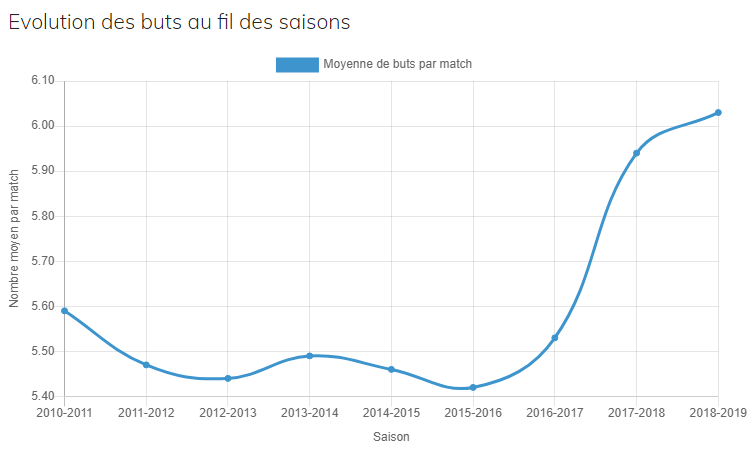 Evolution des buts au fil des saisons
Moyenne de buts par match
6.10
6.00
5.90
5.80
5.70
5.60
5.50
5.40
Nombre moyen par match
2010-2011 2011-2012 2012-2013 2013-2014 2014-2015 2015-2016 2016-2017 2017-2018 2018-2019
Saison